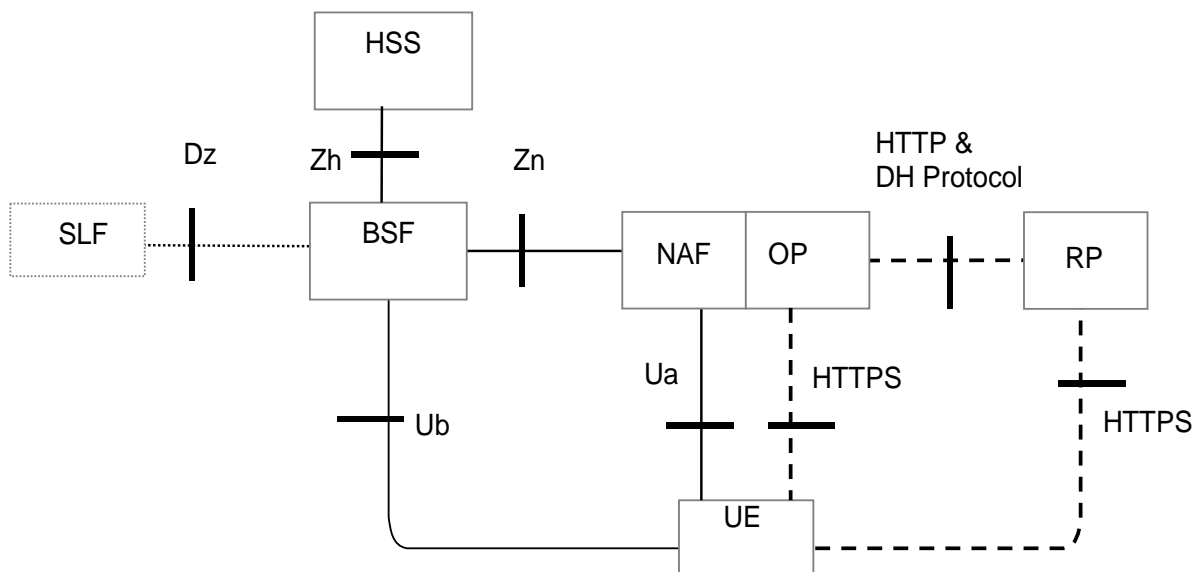 HSS
Dz
Zh
Zn
HTTP &
DH Protocol
SLF
BSF
NAF
OP
RP
Ua
HTTPS
Ub
HTTPS
UE